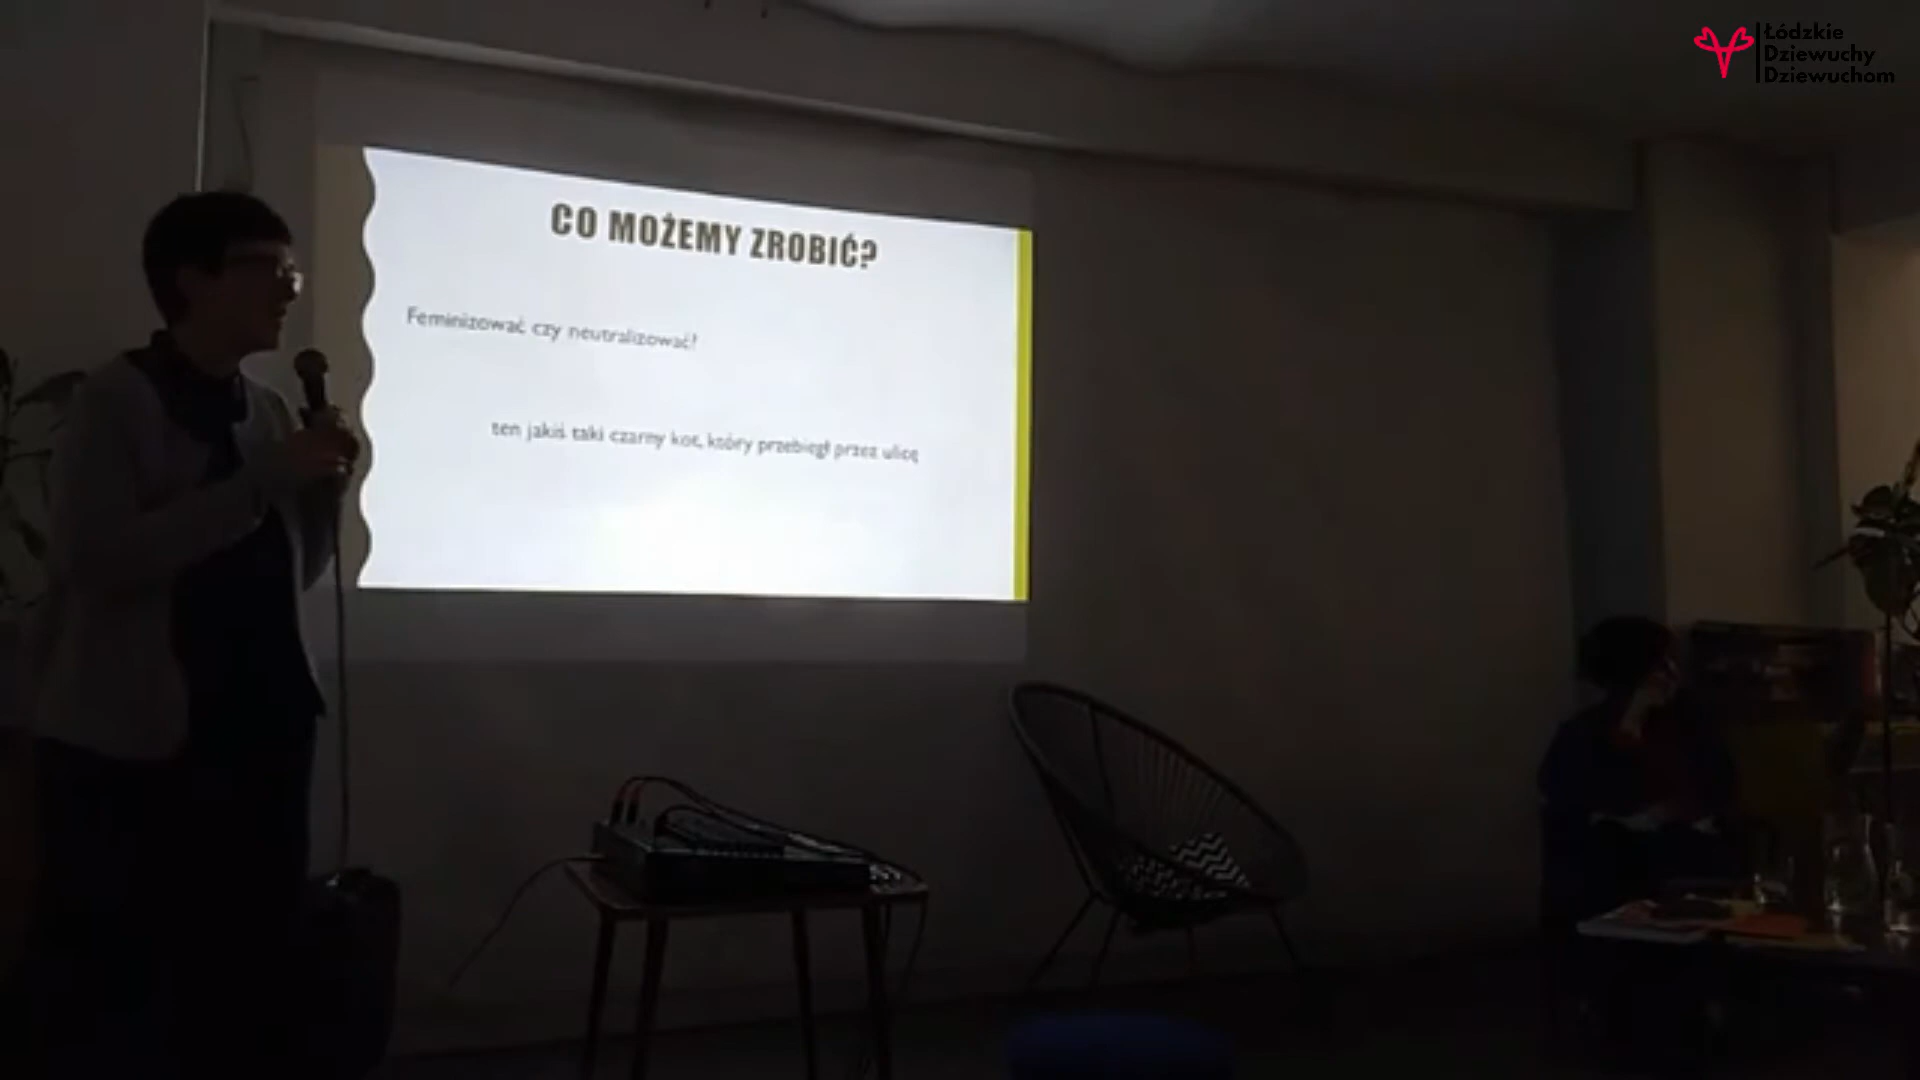 Łódzkie
Dziewuchy
Dziewuchom
CO MOŻEMY ZROBIĆ?
Feminizować czy neutralizować?
ten jakiś taki czarny kot, który przebiegł przez ulicę